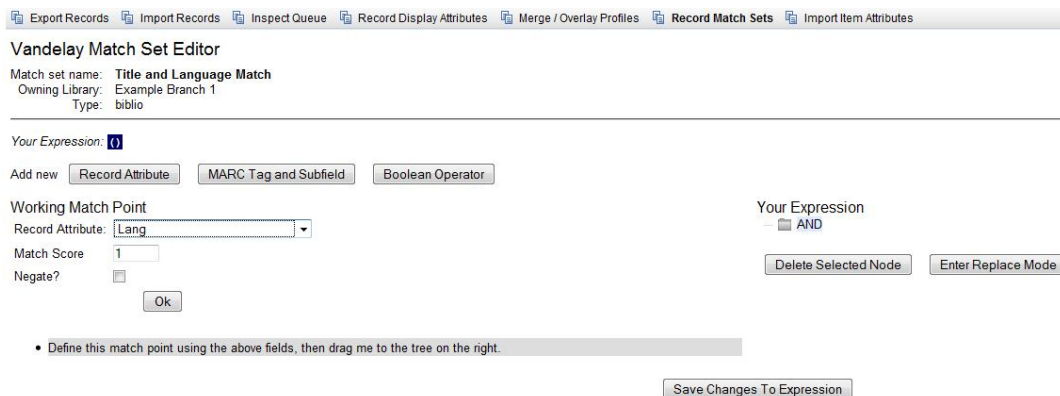 Export Records Import Records Inspect Queue Record Display Attributes Merge / Overlay Profiles Record Match Sets Import Item Attributes
Vandelay Match Set Editor
Match set name: Title and Language Match
Owning Library: Example Branch 1
Type: biblio
Your Expression: ()
Add new Record Attribute MARC Tag and Subfield Boolean Operator
Working Match Point
Record Attribute: Lang
Match Score 1
Negate?
Ok
Your Expression
AND
Delete Selected Node Enter Replace Mode
• Define this match point using the above fields, then drag me to the tree on the right.
Save Changes To Expression